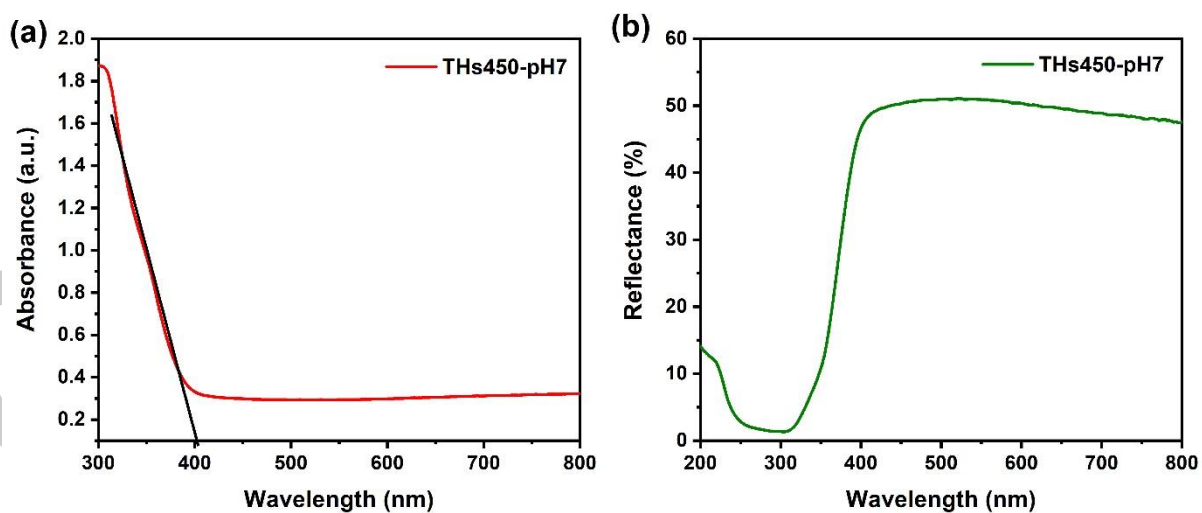 (a)
2.0
1.8
1.6
1.4
1.2
1.0
0.8
0.6
0.4
0.2
Absorbance (a.u.)
THs450-pH7
300 400 500 600 700 800
Wavelength (nm)
(b)
60
50
40
30
20
10
0
Reflectance (%)
THs450-pH7
200 300 400 500 600 700 800
Wavelength (nm)